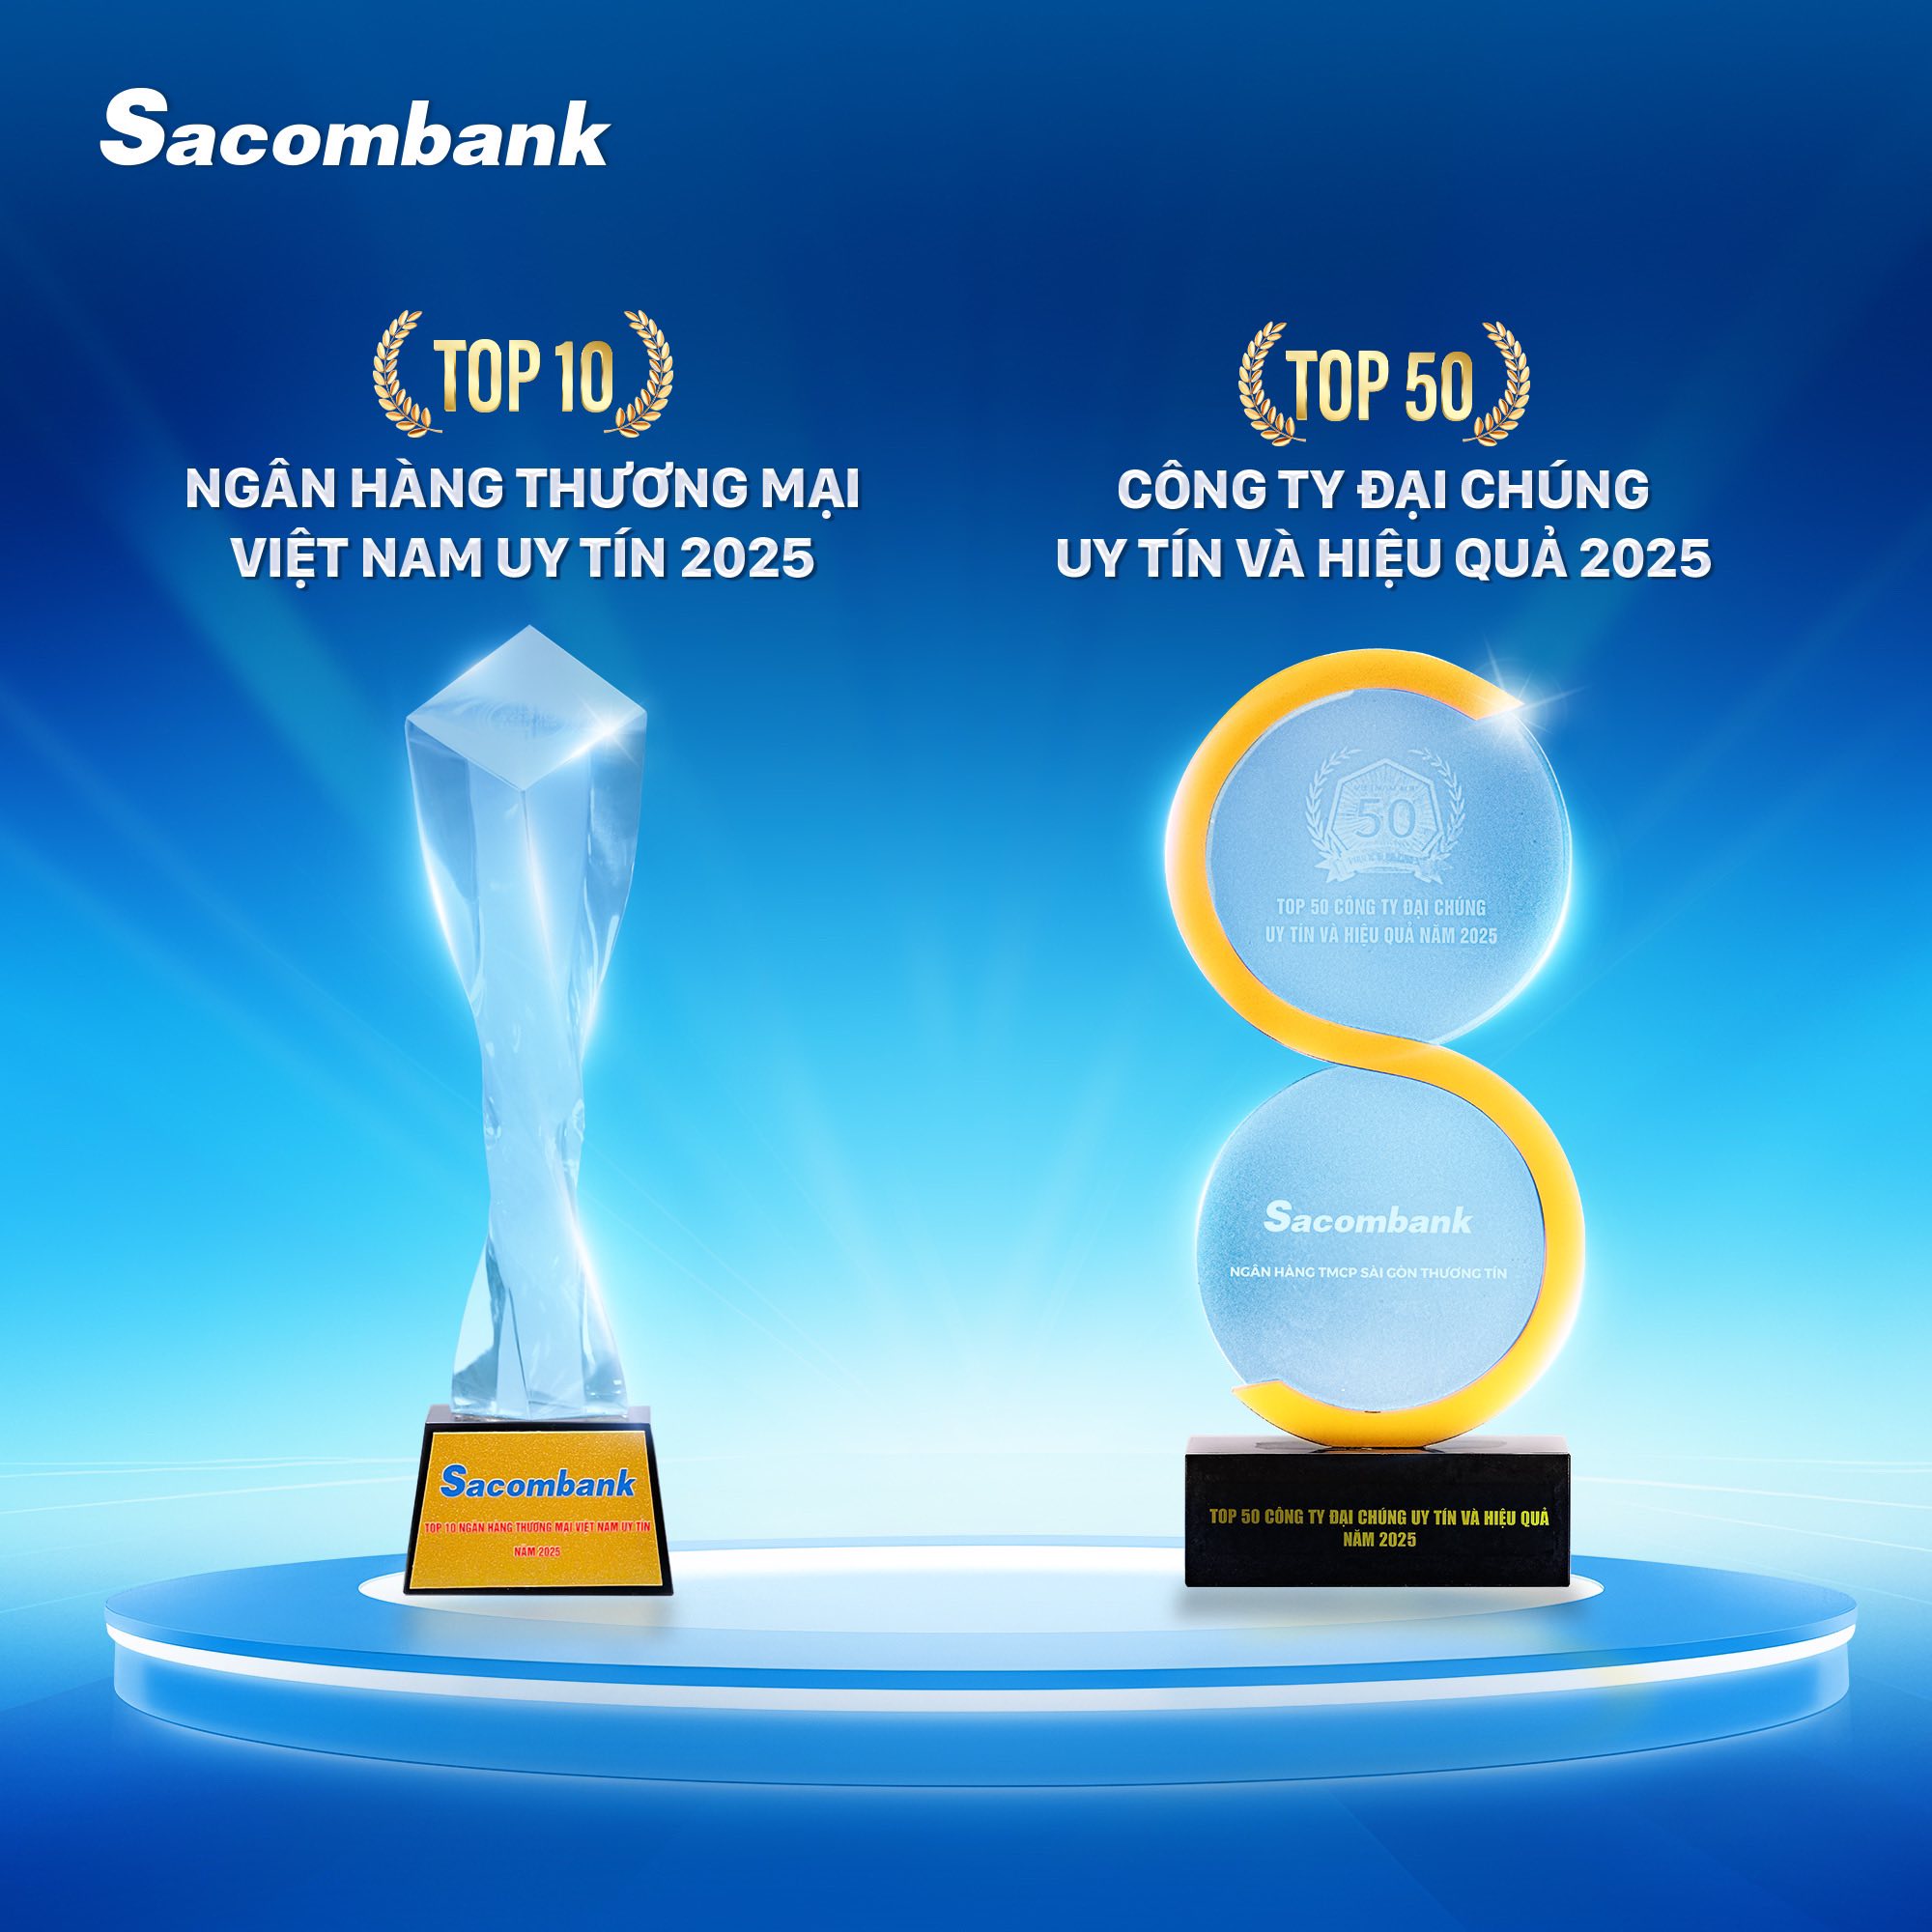 Sacombank
TOP 10
NGÂN HÀNG THƯƠNG MẠI
VIỆT NAM UY TÍN 2025
TOP 50
CÔNG TY ĐẠI CHÚNG
UY TÍN VÀ HIỆU QUẢ 2025
50
TOP 50 CÔNG TY ĐẠI CHÚNG
UY TÍN VÀ HIỆU QUẢ NĂM 2025
Sacombank
NGÂN HÀNG TMCP SÀI GÒN THƯƠNG TÍN
Sacombank
TOP 10 NGÂN HÀNG THƯƠNG MẠI VIỆT NAM UY TÍN
NĂM 2025
TOP 50 CÔNG TY ĐẠI CHÚNG UY TÍN VÀ HIỆU QUẢ
NĂM 2025